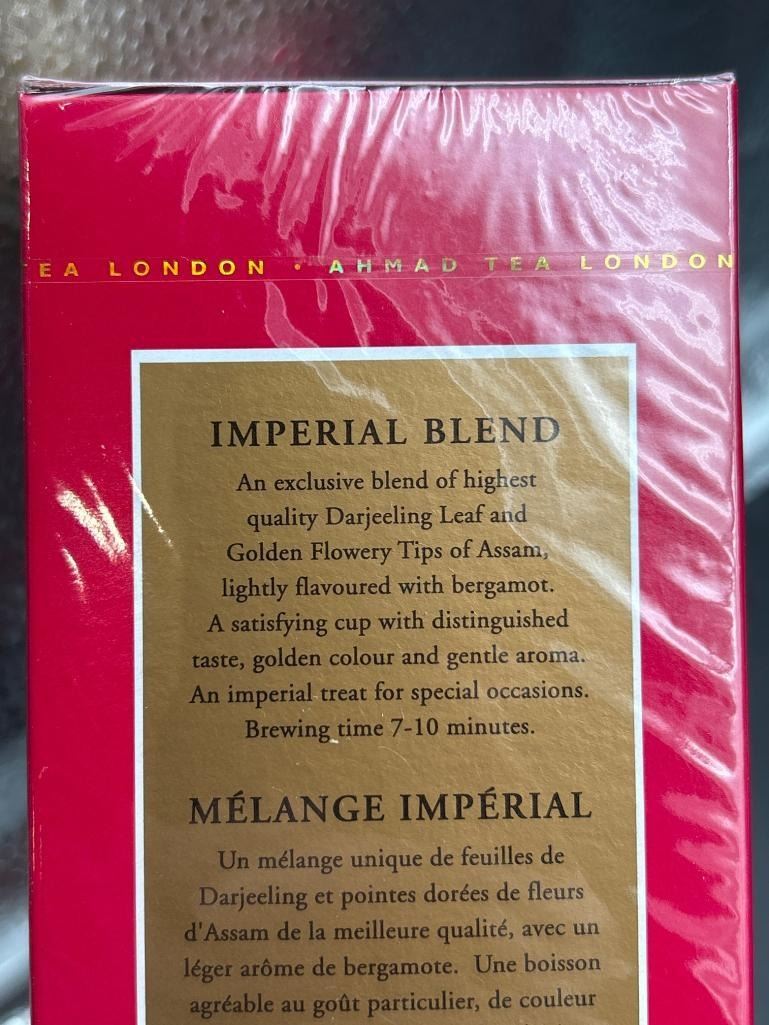 EA LONDON • AHMAD TEA LONDON
IMPERIAL BLEND
An exclusive blend of highest
quality Darjeeling Leaf and
Golden Flowery Tips of Assam,
lightly flavoured with bergamot.
A satisfying cup with distinguished
taste, golden colour and gentle aroma.
An imperial treat for special occasions.
Brewing time 7-10 minutes.
MÉLANGE IMPÉRIAL
Un mélange unique de feuilles de
Darjeeling et pointes dorées de fleurs
d'Assam de la meilleure qualité, avec un
léger arôme de bergamote. Une boisson
agréable au goût particulier, de couleur